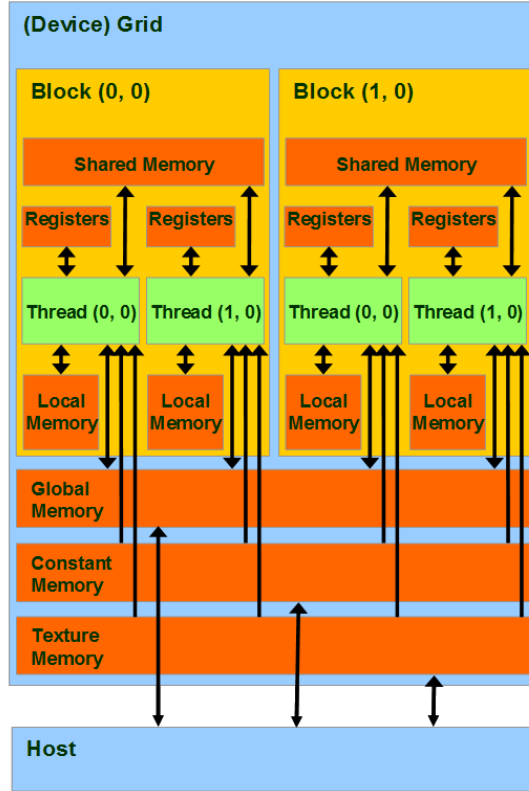 (Device) Grid
Block (0, 0)
Block (1, 0)
Shared Memory
Shared Memory
Registers
Registers
Registers
Registers
Thread (0, 0)
Thread (1, 0)
Thread (0, 0)
Thread (1, 0)
Local
Memory
Local
Memory
Local
Memory
Local
Memory
Global
Memory
Constant
Memory
Texture
Memory
Host